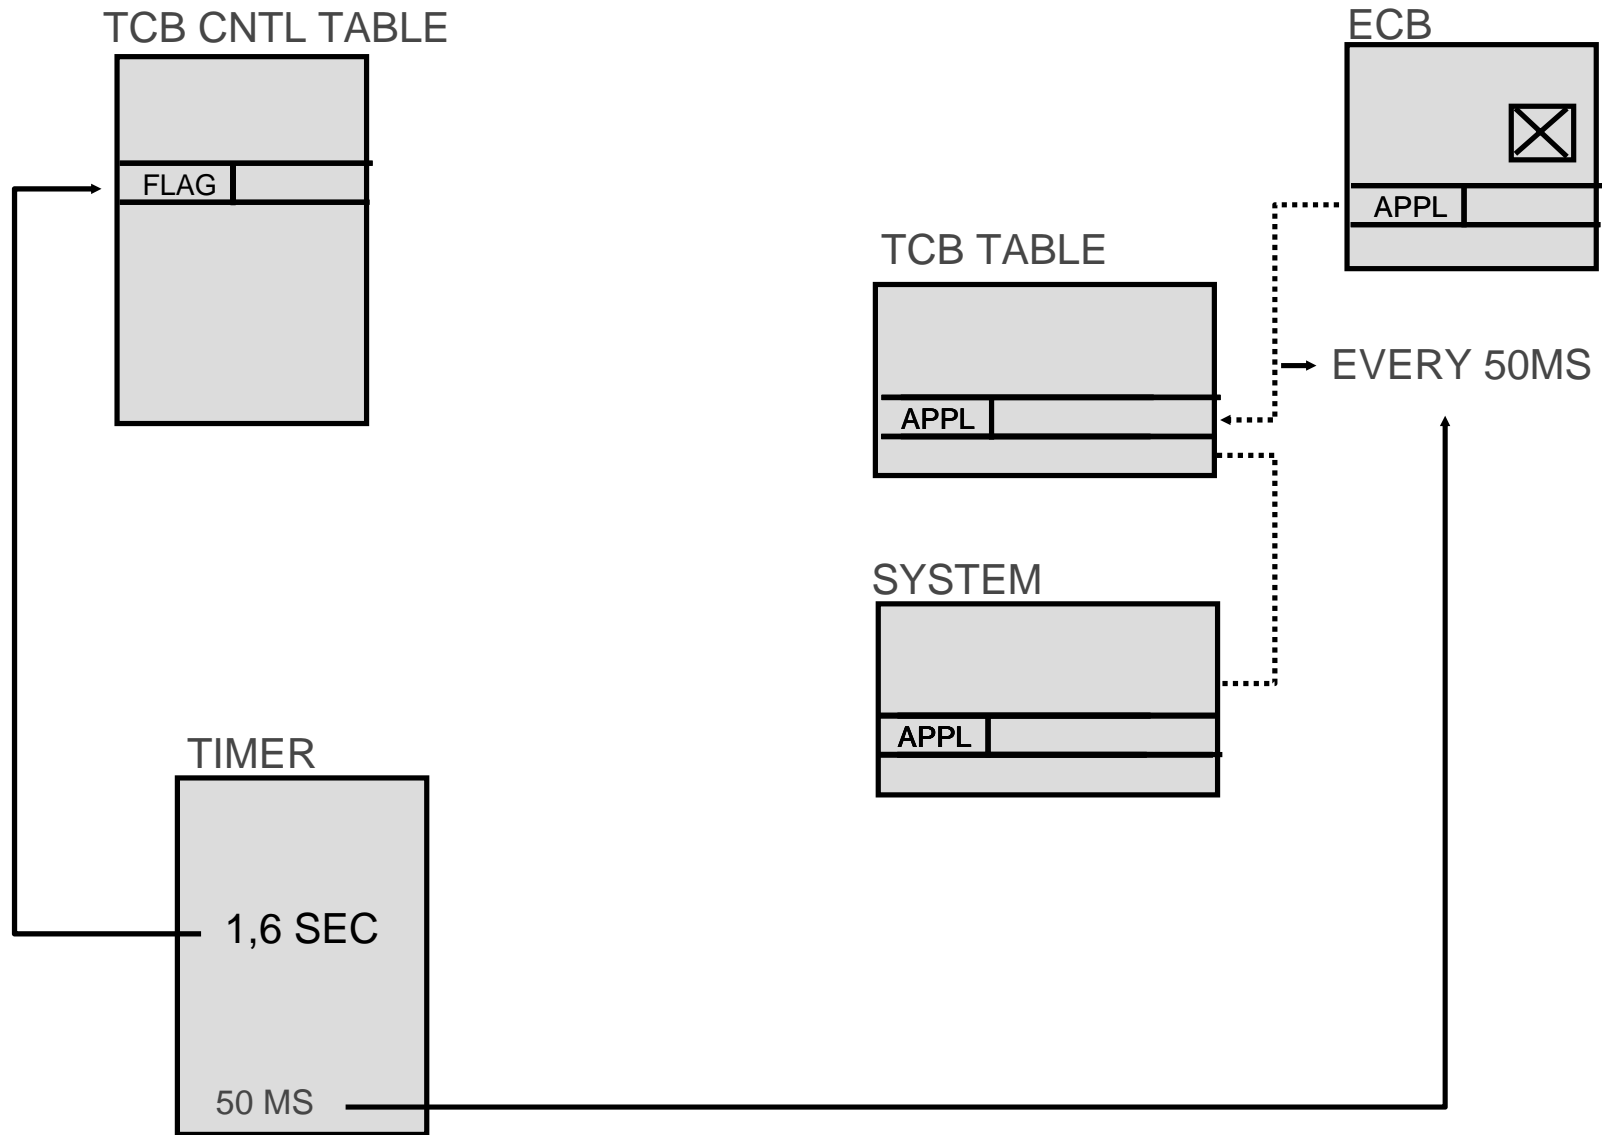 TCB CNTL TABLE
FLAG
ECB
APPL
TCB TABLE
APPL
EVERY 50MS
SYSTEM
APPL
TIMER
1,6 SEC
50 MS